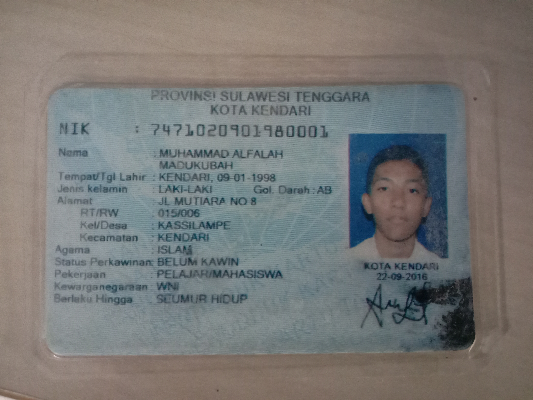 PROVINSI SULAWESI TENGGARA
KOTA KENDARI
NIK : 7471020901980001
Nama : MUHAMMAD ALFALAH
MADUKUBAH
Tempat/Tgl Lahir : KENDARI, 09-01-1998
Jenis kelamin : LAKI-LAKI Gol. Darah : AB
Alamat : JL MUTIARA NO 8
RT/RW : 015/006
Kel/Desa : KASSILAMPE
Kecamatan : KENDARI
Agama : ISLAM
Status Perkawinan: BELUM KAWIN
Pekerjaan : PELAJAR/MAHASISWA
Kewarganegaraan : WNI
Berlaku Hingga : SEUMUR HIDUP
KOTA KENDARI
22-09-2016